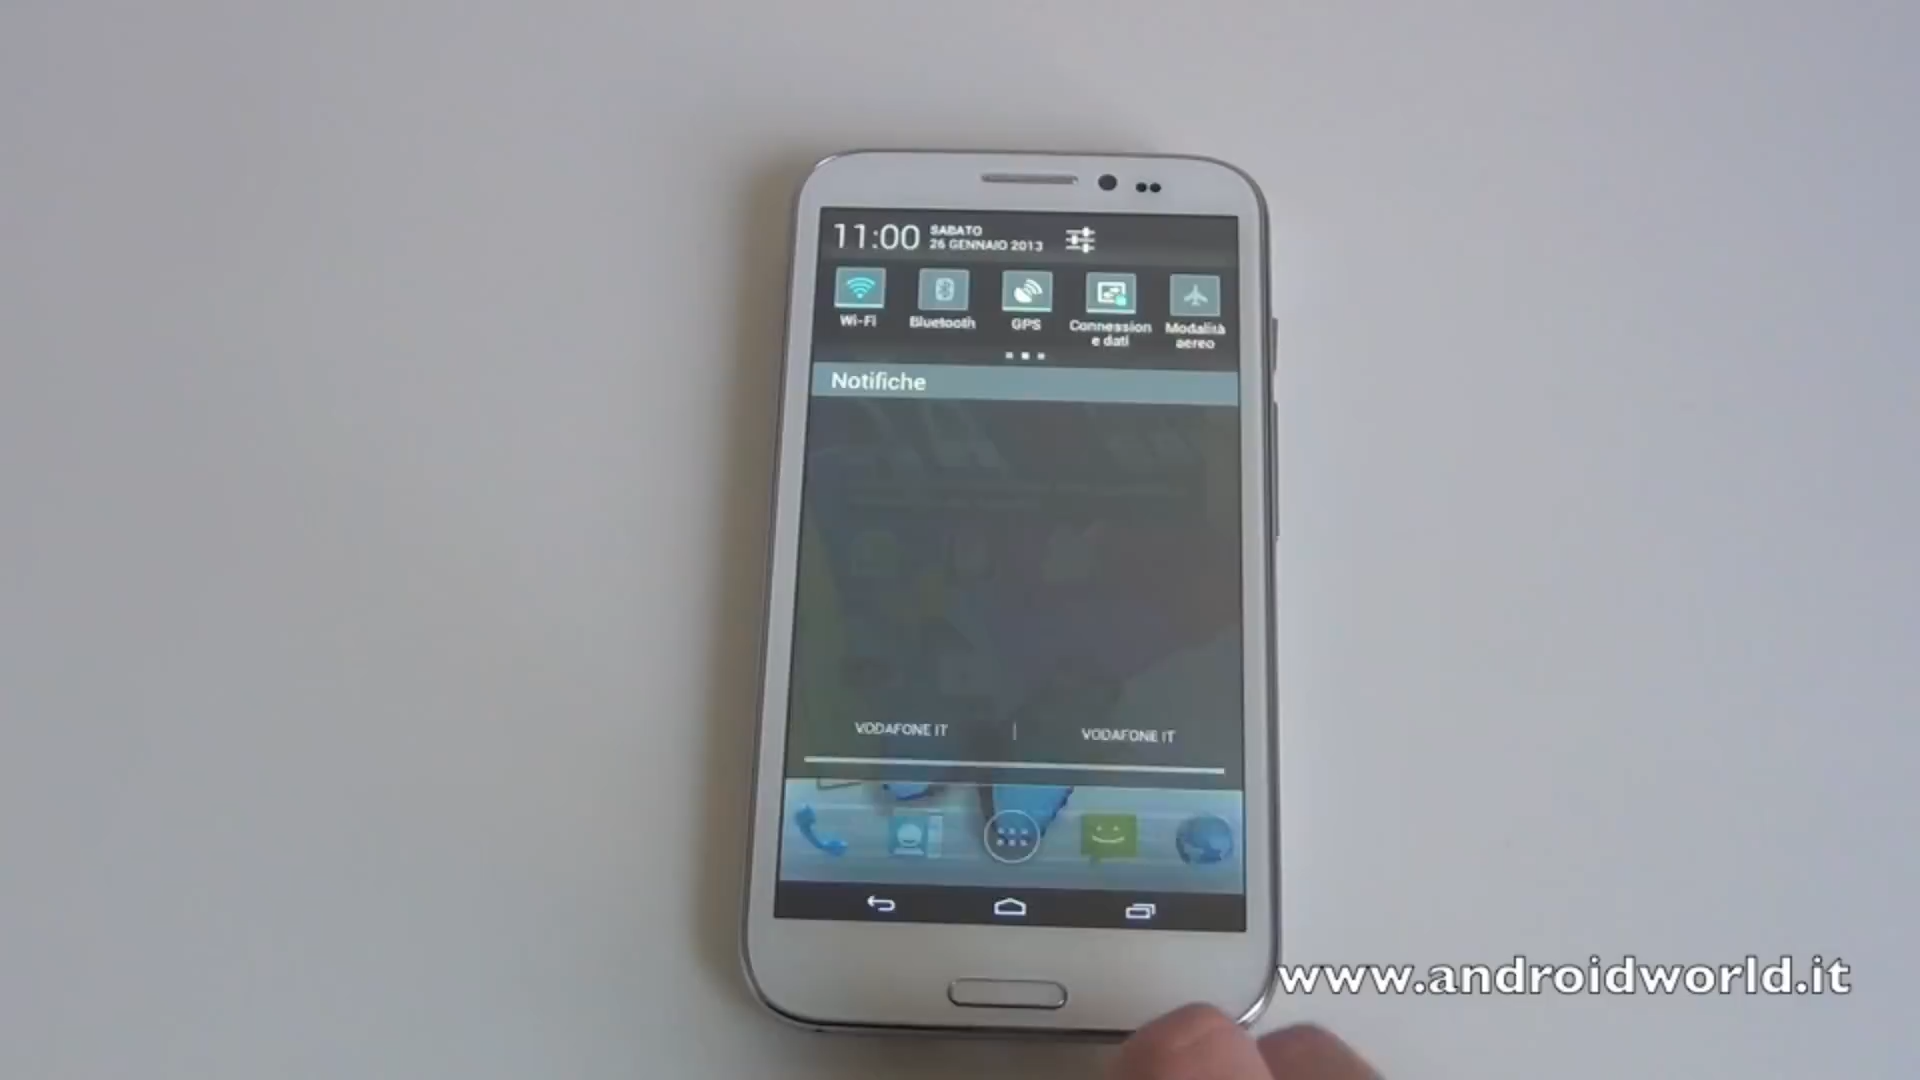 11:00
SABATO
26 GENNAIO 2013
Wi-Fi
Bluetooth
GPS
Connession
e dati
Modalità
aereo
Notifiche
VODAFONE IT | VODAFONE IT
www.androidworld.it